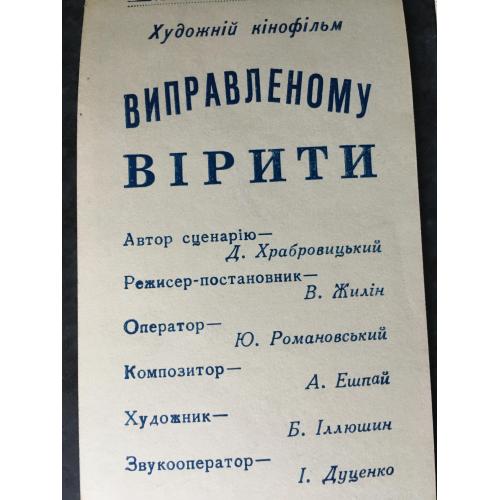 Художній кінофільм
ВИПРАВЛЕНОМУ
ВІРИТИ
Автор сценарію—
Д. Храбровицький
Режисер-постановник—
В. Жилін
Оператор—
Ю. Романовський
Композитор—
А. Ешпай
Художник—
Б. Іллюшин
Звукооператор—
І. Дуценко